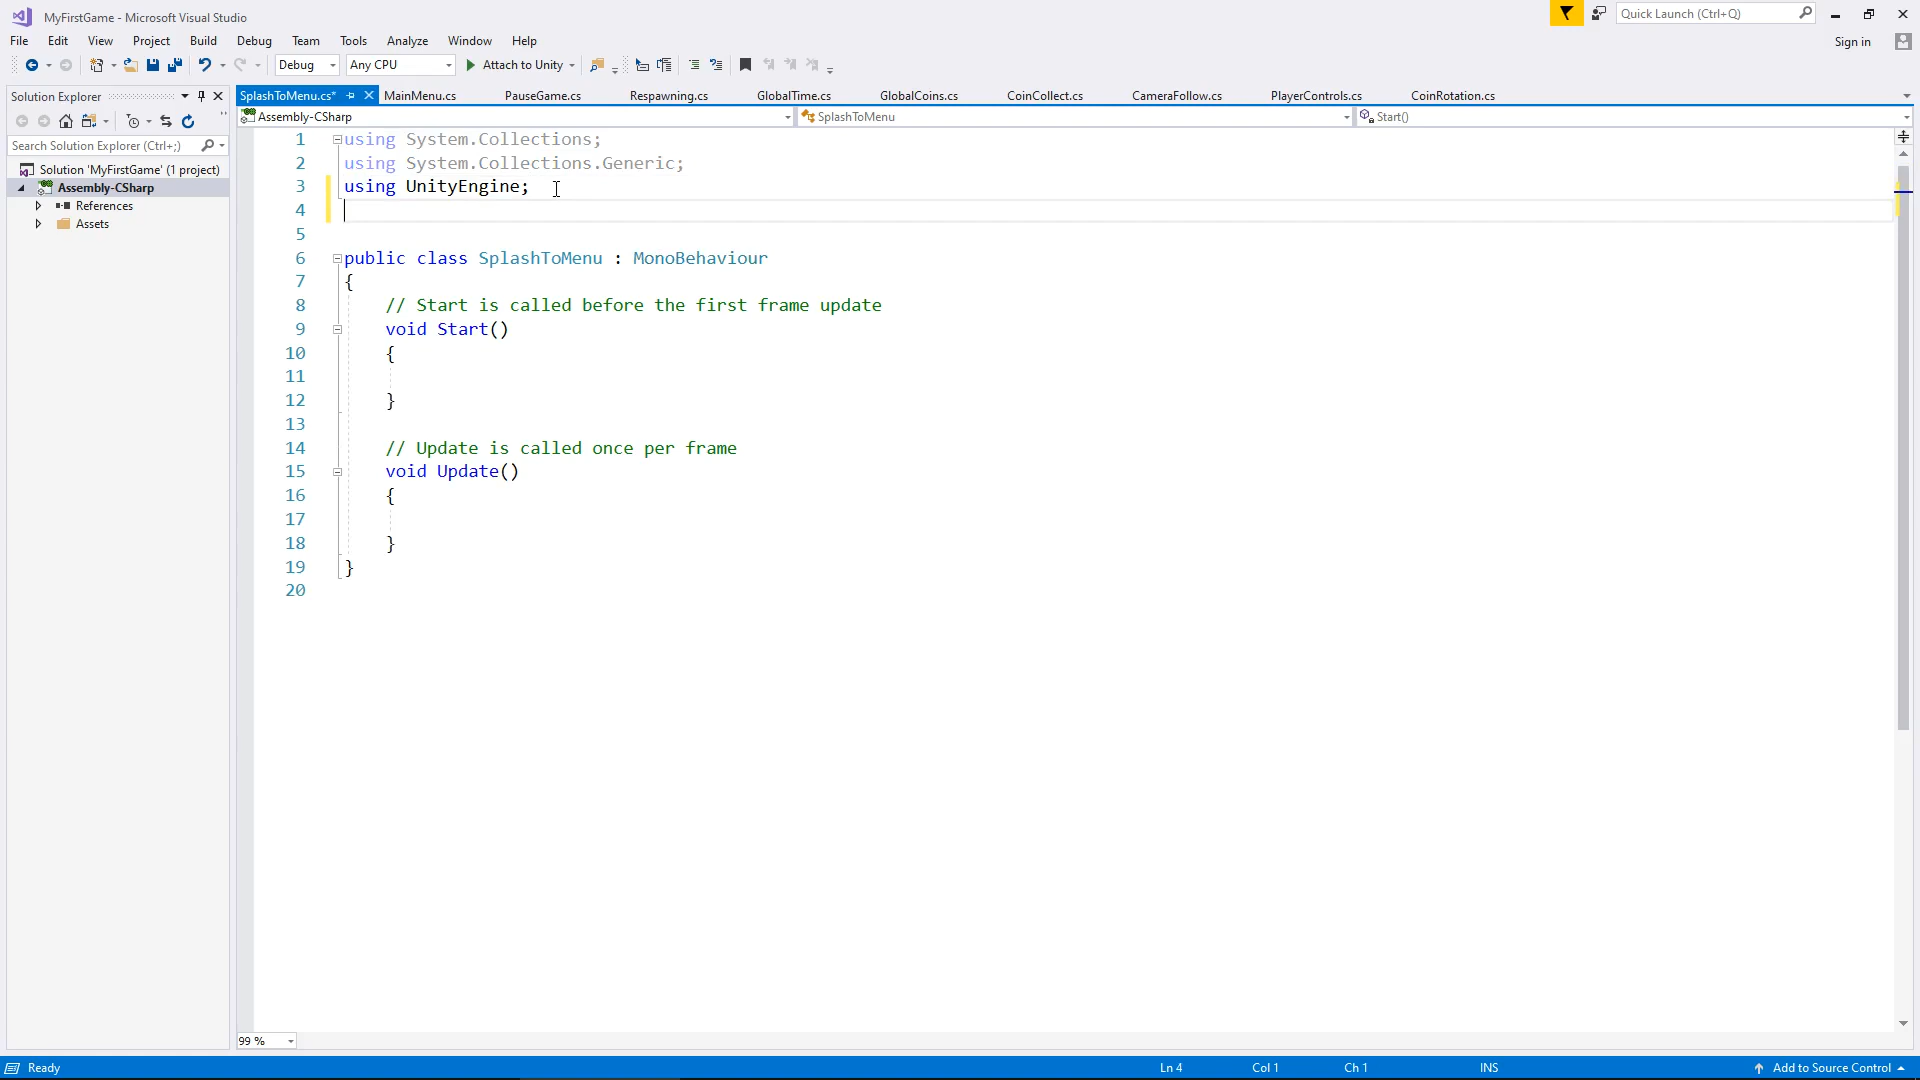 MyFirstGame - Microsoft Visual Studio
Quick Launch (Ctrl+Q)
File Edit View Project Build Debug Team Tools Analyze Window Help
Sign in
Debug Any CPU Attach to Unity
Solution Explorer
SplashToMenu.cs* MainMenu.cs PauseGame.cs Respawning.cs GlobalTime.cs GlobalCoins.cs CoinCollect.cs CameraFollow.cs PlayerControls.cs CoinRotation.cs
Assembly-CSharp SplashToMenu Start()
Search Solution Explorer (Ctrl+;)
Solution 'MyFirstGame' (1 project)
Assembly-CSharp
References
Assets
1 using System.Collections;
2 using System.Collections.Generic;
3 using UnityEngine;
4
5
6 public class SplashToMenu : MonoBehaviour
7 {
8 // Start is called before the first frame update
9 void Start()
10 {
11
12 }
13
14 // Update is called once per frame
15 void Update()
16 {
17
18 }
19 }
20
99 %
Ready Ln 4 Col 1 Ch 1 INS Add to Source Control